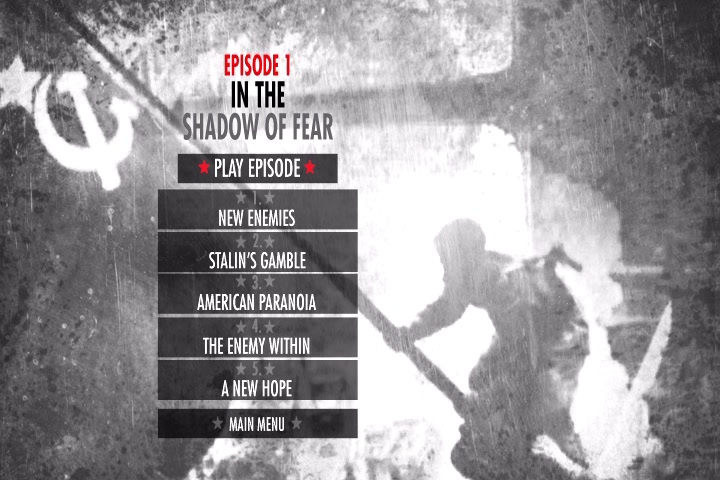 EPISODE 1
IN THE
SHADOW OF FEAR
PLAY EPISODE
1.
NEW ENEMIES
2.
STALIN'S GAMBLE
3.
AMERICAN PARANOIA
4.
THE ENEMY WITHIN
5.
A NEW HOPE
MAIN MENU